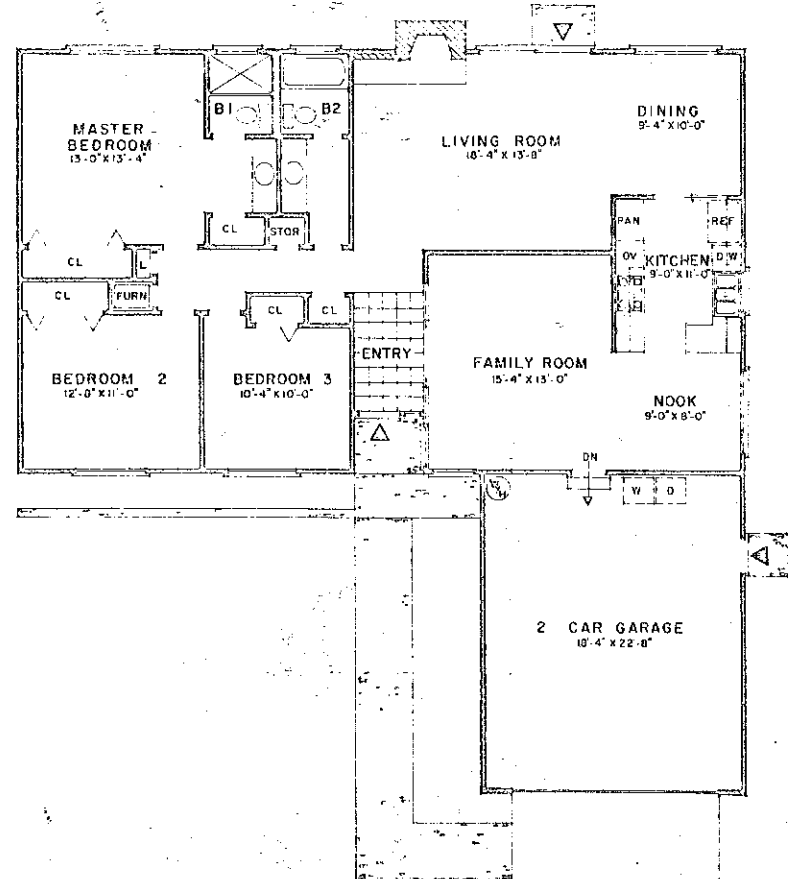 B1
B2
MASTER
BEDROOM
13'-0" X 13'-4"
LIVING ROOM
18'-4" X 13'-8"
DINING
9'-4" X 10'-0"
CL
STOR
PAN
REF
CL
L
OV
KITCHEN
9'-0" X 11'-0"
D W
CL
FURN
CL
CL
ENTRY
FAMILY ROOM
15'-4" X 13'-0"
BEDROOM 2
12'-8" X 11'-0"
BEDROOM 3
10'-4" X 10'-0"
NOOK
9'-0" X 8'-0"
DN
W
D
2 CAR GARAGE
18'-4" X 22'-8"